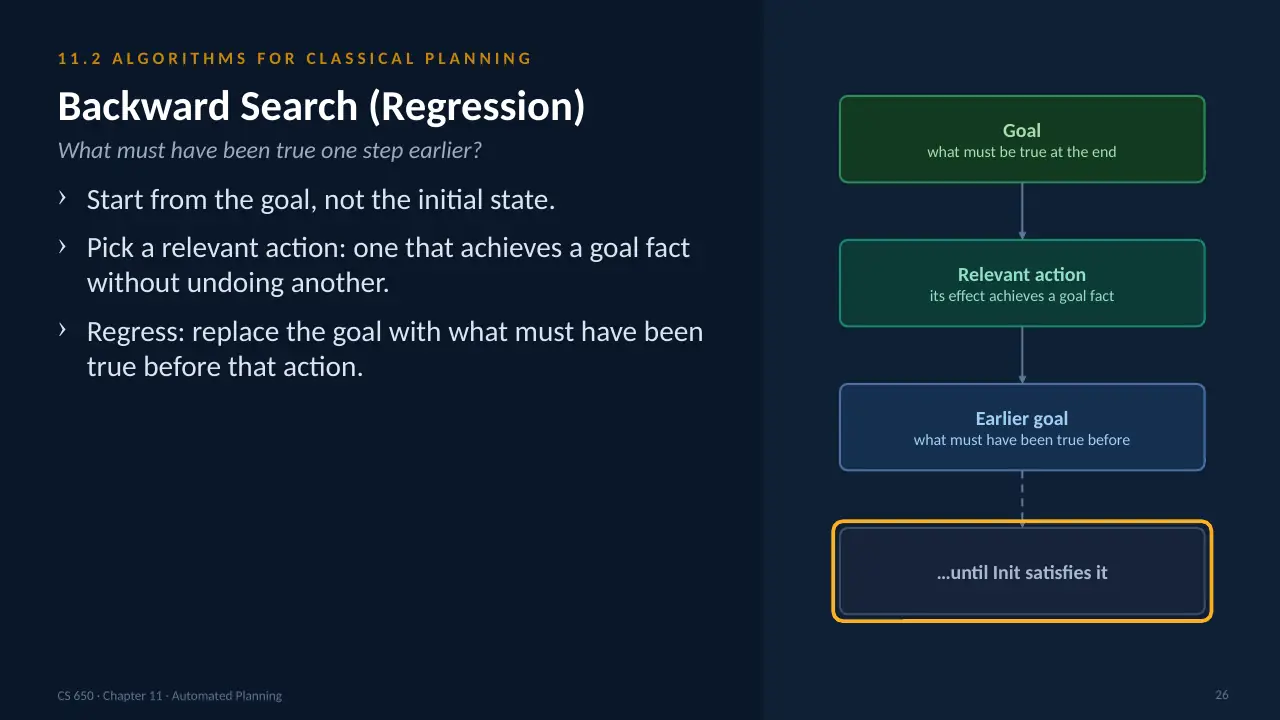 11.2 ALGORITHMS FOR CLASSICAL PLANNING
Backward Search (Regression)
What must have been true one step earlier?
› Start from the goal, not the initial state.
› Pick a relevant action: one that achieves a goal fact
without undoing another.
› Regress: replace the goal with what must have been
true before that action.
Goal
what must be true at the end
Relevant action
its effect achieves a goal fact
Earlier goal
what must have been true before
...until Init satisfies it
CS 650 · Chapter 11 · Automated Planning
26